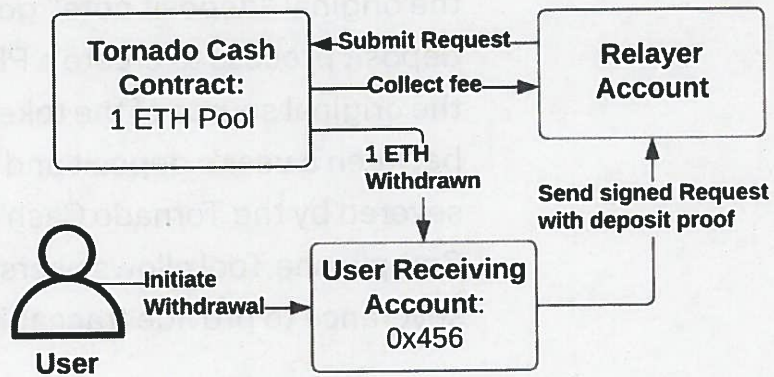 Tornado Cash
Contract:
1 ETH Pool
Submit Request
Collect fee
Relayer
Account
1 ETH
Withdrawn
Send signed Request
with deposit proof
Initiate
Withdrawal
User Receiving
Account:
0x456
User